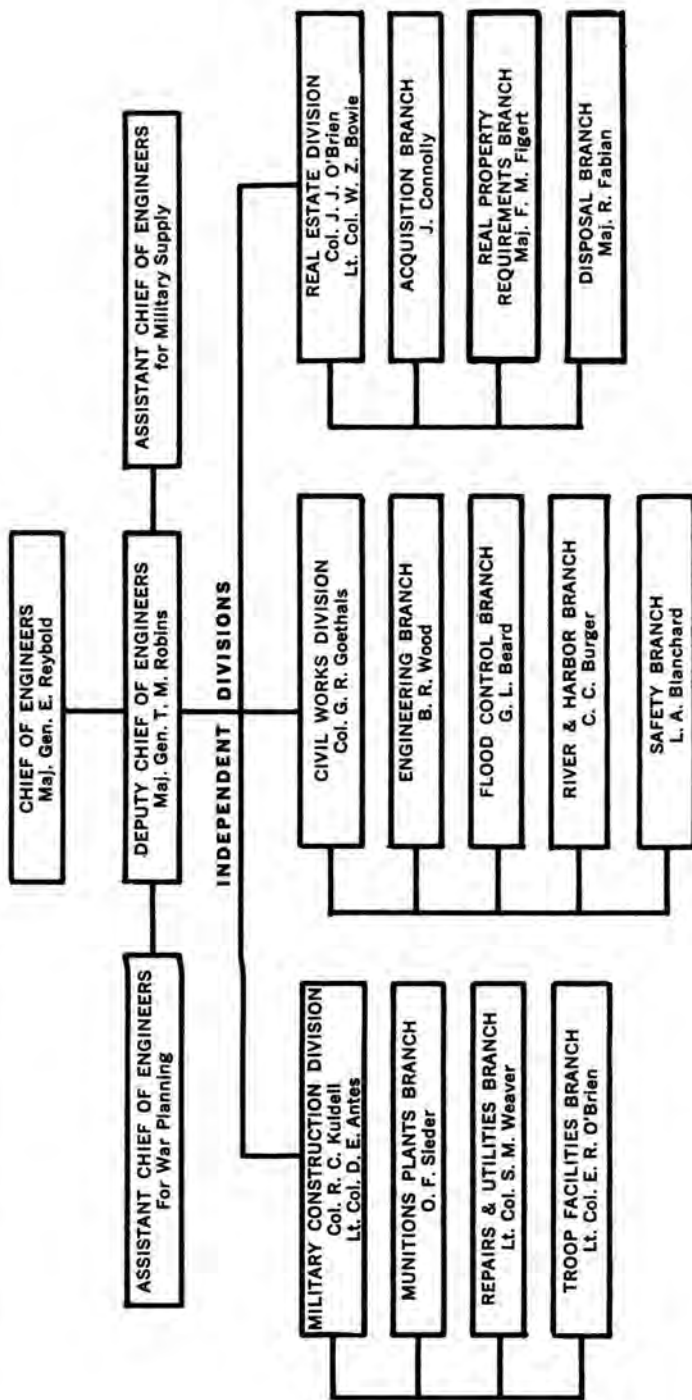 CHIEF OF ENGINEERS
Maj. Gen. E. Reybold
ASSISTANT CHIEF OF ENGINEERS
For War Planning
DEPUTY CHIEF OF ENGINEERS
Maj. Gen. T. M. Robins
ASSISTANT CHIEF OF ENGINEERS
for Military Supply
INDEPENDENT DIVISIONS
MILITARY CONSTRUCTION DIVISION
Col. R. C. Kuldell
Lt. Col. D. E. Antes
MUNITIONS PLANTS BRANCH
O. F. Sieder
REPAIRS & UTILITIES BRANCH
Lt. Col. S. M. Weaver
TROOP FACILITIES BRANCH
Lt. Col. E. R. O'Brien
CIVIL WORKS DIVISION
Col. G. R. Goethals
ENGINEERING BRANCH
B. R. Wood
FLOOD CONTROL BRANCH
G. L. Beard
RIVER & HARBOR BRANCH
C. C. Burger
SAFETY BRANCH
L. A. Blanchard
REAL ESTATE DIVISION
Col. J. J. O'Brien
Lt. Col. W. Z. Bowie
ACQUISITION BRANCH
J. Connolly
REAL PROPERTY
REQUIREMENTS BRANCH
Maj. F. M. Figert
DISPOSAL BRANCH
Maj. R. Fabian